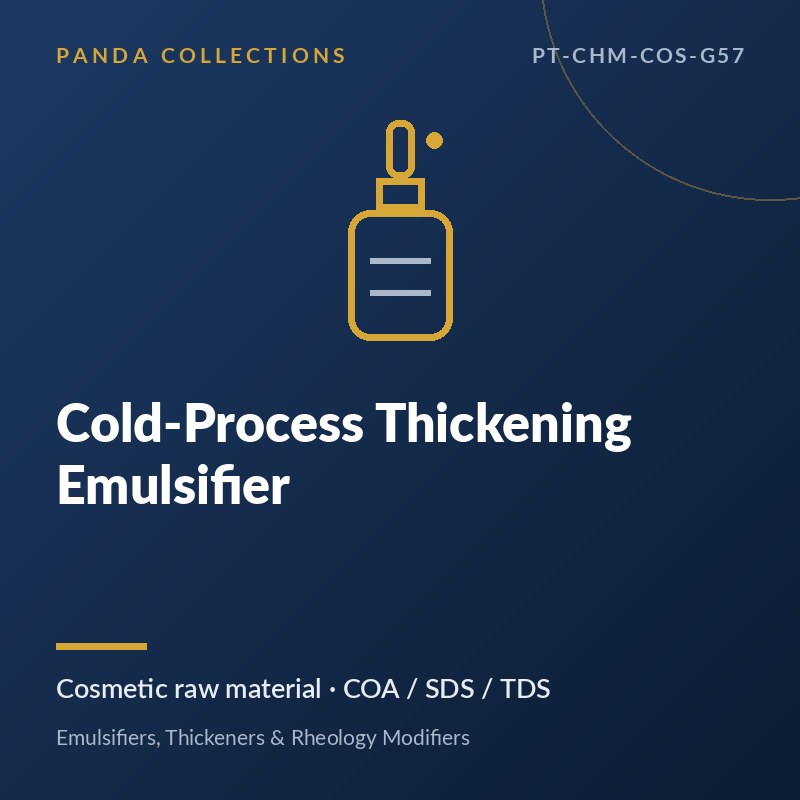 PANDA COLLECTIONS
PT-CHM-COS-G57
Cold-Process Thickening
Emulsifier
Cosmetic raw material · COA / SDS / TDS
Emulsifiers, Thickeners & Rheology Modifiers